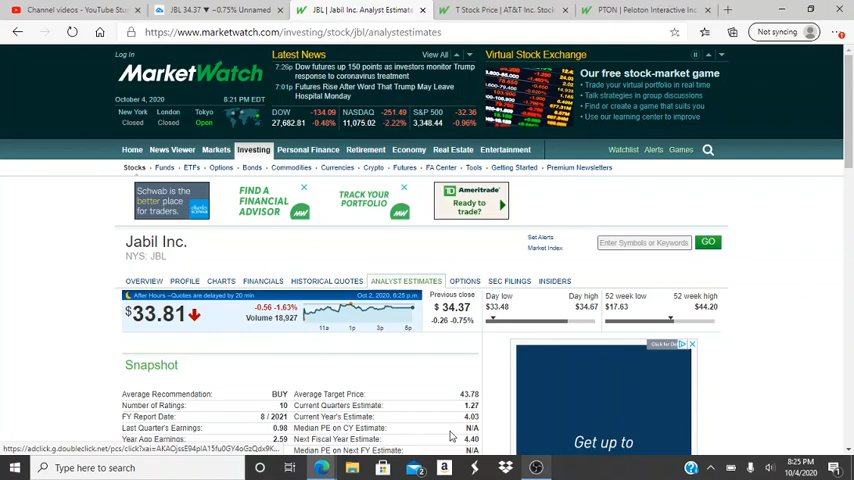 codealways - YouTube Stu
JBL 34.37 ▼ −0.75% Unnamed
JBL | Jabil Inc. Analyst Estimate
T Stock Price | AT&T Inc. Stock
PTON | Peloton Interactive Inc
https://www.marketwatch.com/investing/stock/jbl/analystestimates
Not syncing
Log In
MarketWatch
October 4, 2020 8:21 PM EDT
New York London Tokyo
Closed Closed Open
Latest News View All
7:26p Dow futures up 150 points as investors monitor Trump
response to coronavirus treatment
7:01p Futures Rise After Word That Trump May Leave
Hospital Monday
DOW -134.09 NASDAQ -251.49 S&P 500 -32.36
27,682.81 -0.48% 11,075.02 -2.22% 3,348.44 -0.96%
Virtual Stock Exchange
Our free stock-market game
• Trade your virtual portfolio in real time
• Talk strategies in group discussions
• Find or create a game that suits you
• Use our learning center to improve
Home News Viewer Markets Investing Personal Finance Retirement Economy Real Estate Entertainment Watchlist Alerts Games
Stocks • Funds • ETFs • Options • Bonds • Commodities • Currencies • Crypto • Futures • FA Center • Tools • Getting Started • Premium Newsletters
Schwab is the
better place
for traders.
charles
SCHWAB
FIND A
FINANCIAL
ADVISOR
TRACK YOUR
PORTFOLIO
TD Ameritrade
Ready to
trade?
Jabil Inc.
NYS: JBL
Set Alerts
Market Index
Enter Symbols or Keywords
GO
OVERVIEW PROFILE CHARTS FINANCIALS HISTORICAL QUOTES ANALYST ESTIMATES OPTIONS SEC FILINGS INSIDERS
After Hours – Quotes are delayed by 20 min Oct 2, 2020, 6:25 p.m.
$33.81
-0.56 -1.63%
Volume 18,927
11a 1p 3p 5p
Previous close
$ 34.37
-0.26 -0.75%
Day low Day high
$33.48 $34.67
52 week low 52 week high
$17.63 $44.20
Snapshot
Average Recommendation: BUY Average Target Price: 43.78
Number of Ratings: 10 Current Quarters Estimate: 1.27
FY Report Date: 8 / 2021 Current Year's Estimate: 4.03
Last Quarter's Earnings: 0.98 Median PE on CY Estimate: N/A
Year Ago Earnings: 2.59 Next Fiscal Year Estimate: 4.40
Median PE on Next FY Estimate: N/A
Get up to
Type here to search
2
8:25 PM
10/4/2020